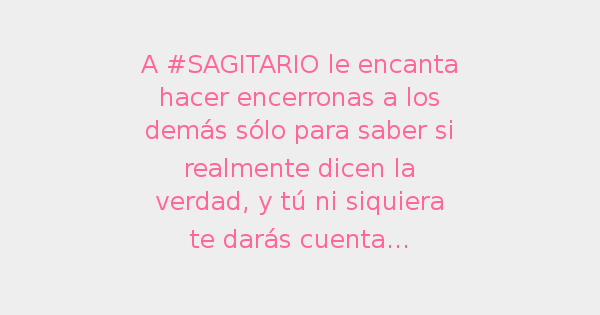 A #SAGITARIO le encanta
hacer encerronas a los
demás sólo para saber si
realmente dicen la
verdad, y tú ni siquiera
te darás cuenta...